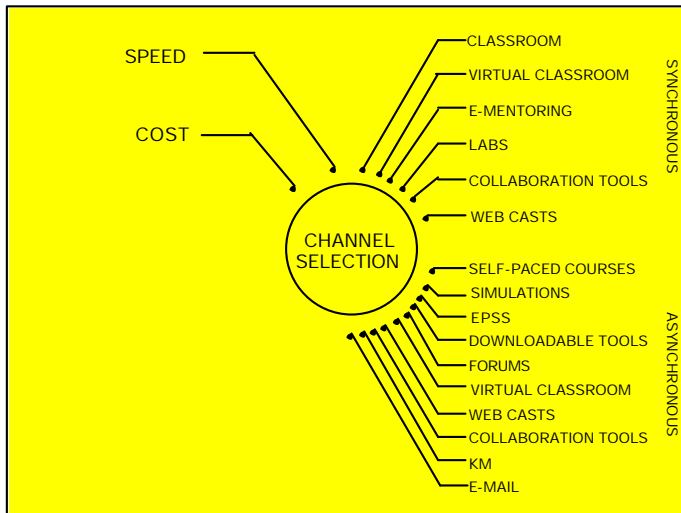 SPEED
COST
CHANNEL
SELECTION
CLASSROOM
VIRTUAL CLASSROOM
E-MENTORING
LABS
COLLABORATION TOOLS
WEB CASTS
SYNCHRONOUS
SELF-PACED COURSES
SIMULATIONS
EPSS
DOWNLOADABLE TOOLS
FORUMS
VIRTUAL CLASSROOM
WEB CASTS
COLLABORATION TOOLS
KM
E-MAIL
ASYNCHRONOUS